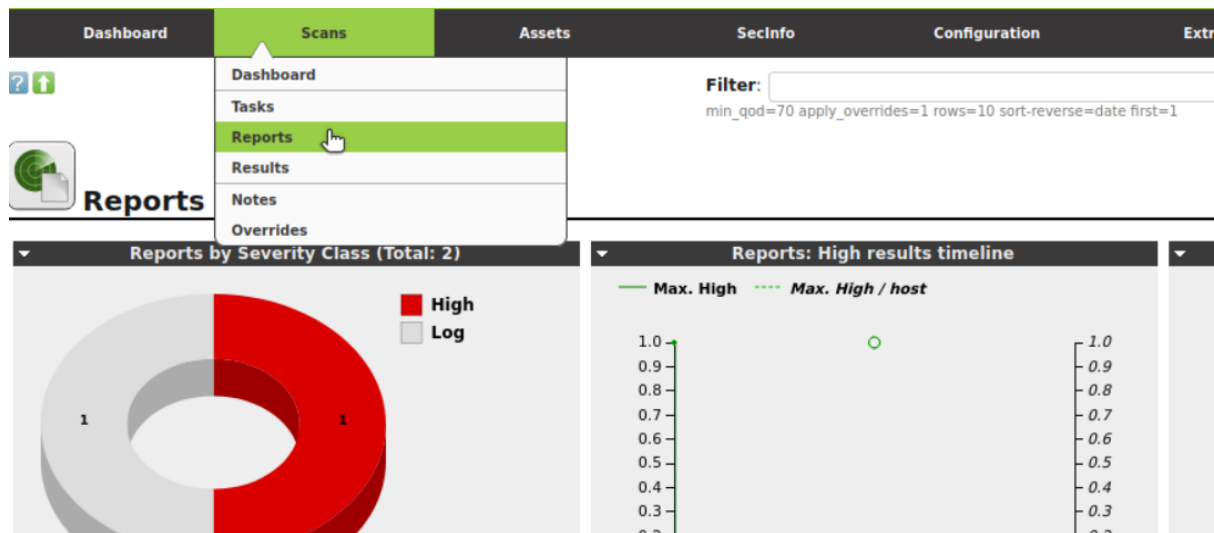 Dashboard Scans Assets SecInfo Configuration Extr
Dashboard
Tasks
Reports
Results
Notes
Overrides
?
Filter:
min_qod=70 apply_overrides=1 rows=10 sort-reverse=date first=1
Reports
Reports by Severity Class (Total: 2)
High
Log
1 1
Reports: High results timeline
Max. High Max. High / host
1.0 1.0
0.9 0.9
0.8 0.8
0.7 0.7
0.6 0.6
0.5 0.5
0.4 0.4
0.3 0.3